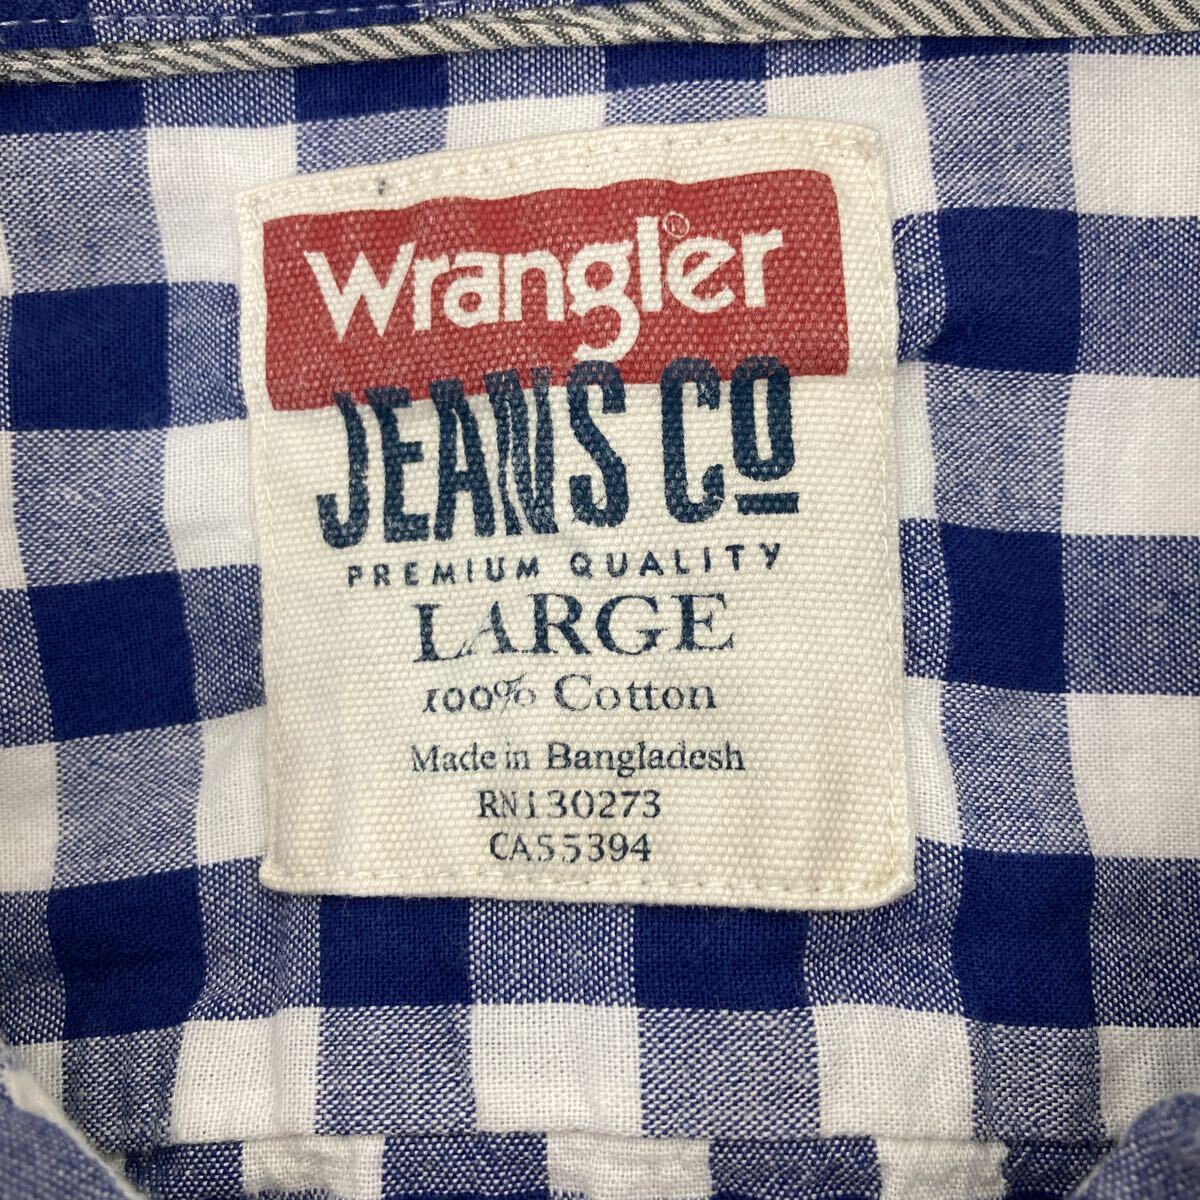 Wrangler®
JEANS CO
PREMIUM QUALITY
LARGE
100% Cotton
Made in Bangladesh
RN130273
CA55394